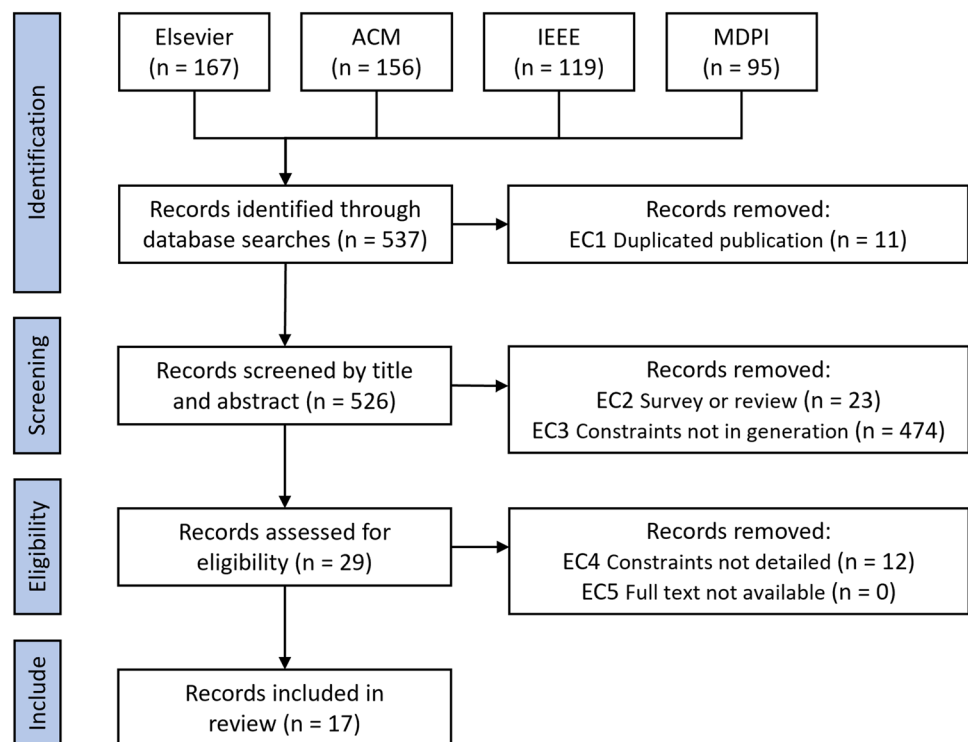 Identification
Elsevier
(n = 167)
ACM
(n = 156)
IEEE
(n = 119)
MDPI
(n = 95)
Records identified through
database searches (n = 537)
Records removed:
EC1 Duplicated publication (n = 11)
Screening
Records screened by title
and abstract (n = 526)
Records removed:
EC2 Survey or review (n = 23)
EC3 Constraints not in generation (n = 474)
Eligibility
Records assessed for
eligibility (n = 29)
Records removed:
EC4 Constraints not detailed (n = 12)
EC5 Full text not available (n = 0)
Include
Records included in
review (n = 17)